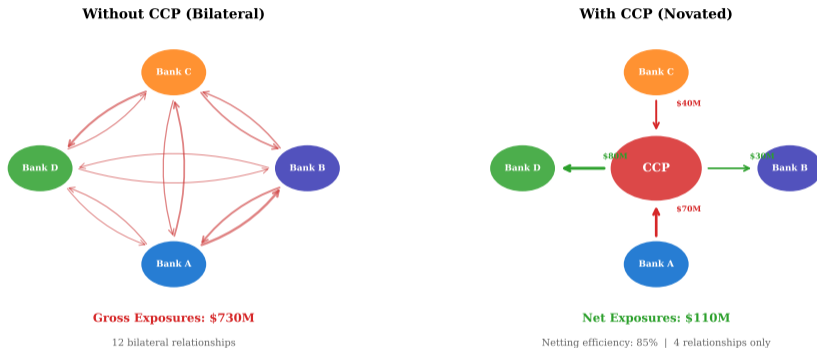 Without CCP (Bilateral)
Bank C
Bank D
Bank B
Bank A
Gross Exposures: $730M
12 bilateral relationships
With CCP (Novated)
Bank C
$40M
$80M
$30M
Bank D
CCP
Bank B
$70M
Bank A
Net Exposures: $110M
Netting efficiency: 85% | 4 relationships only